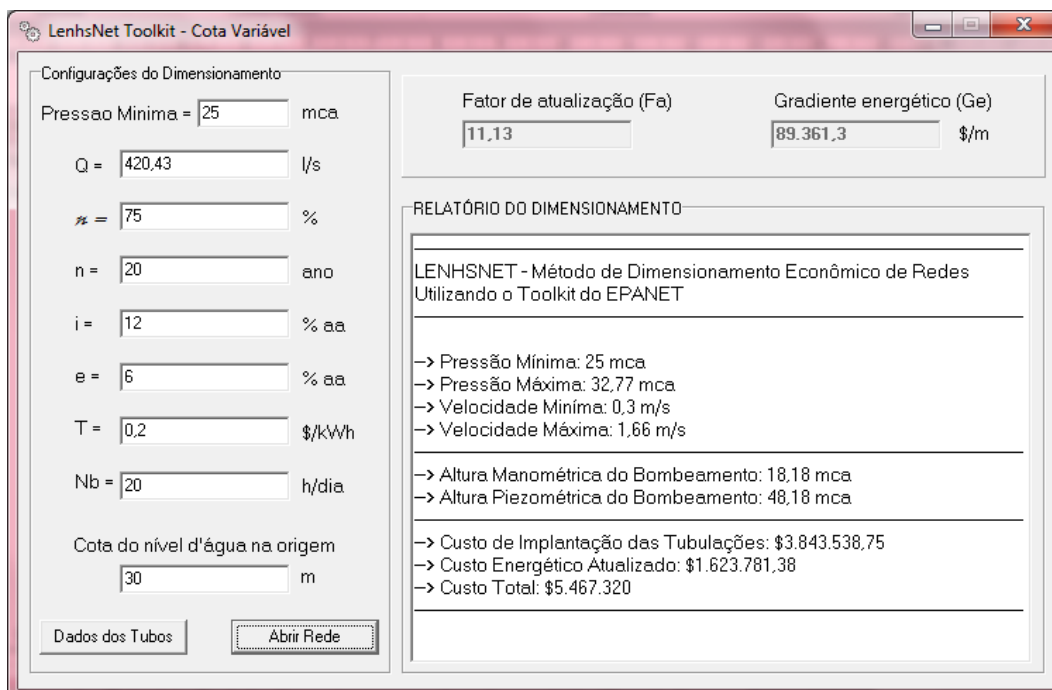 LenhsNet Toolkit - Cota Variável
Configurações do Dimensionamento
Pressao Minima = 25 mca
Q = 420,43 l/s
n = 75 %
n = 20 ano
i = 12 % aa
e = 6 % aa
T = 0,2 $/kWh
Nb = 20 h/dia
Cota do nível d'água na origem
30 m
Dados dos Tubos Abrir Rede
Fator de atualização (Fa) Gradiente energético (Ge)
11,13 89.361,3 $/m
RELATÓRIO DO DIMENSIONAMENTO
LENHSNET - Método de Dimensionamento Econômico de Redes
Utilizando o Toolkit do EPANET
--> Pressão Mínima: 25 mca
--> Pressão Máxima: 32,77 mca
--> Velocidade Miníma: 0,3 m/s
--> Velocidade Máxima: 1,66 m/s
--> Altura Manométrica do Bombeamento: 18,18 mca
--> Altura Piezométrica do Bombeamento: 48,18 mca
--> Custo de Implantação das Tubulações: $3.843.538,75
--> Custo Energético Atualizado: $1.623.781,38
--> Custo Total: $5.467.320